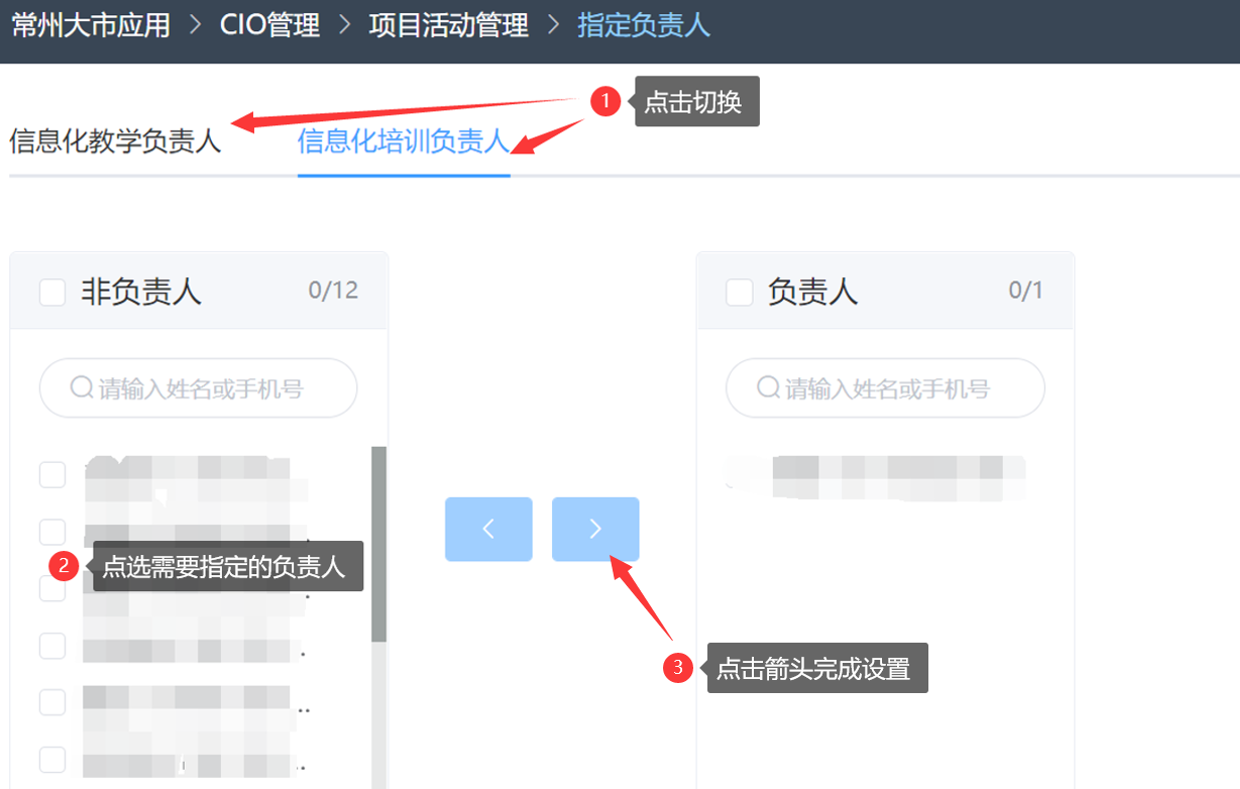 常州大市应用 > CIO管理 > 项目活动管理 > 指定负责人
1 点击切换
信息化教学负责人 信息化培训负责人
非负责人 0/12
负责人 0/1
请输入姓名或手机号
请输入姓名或手机号
2 点选需要指定的负责人
3 点击箭头完成设置